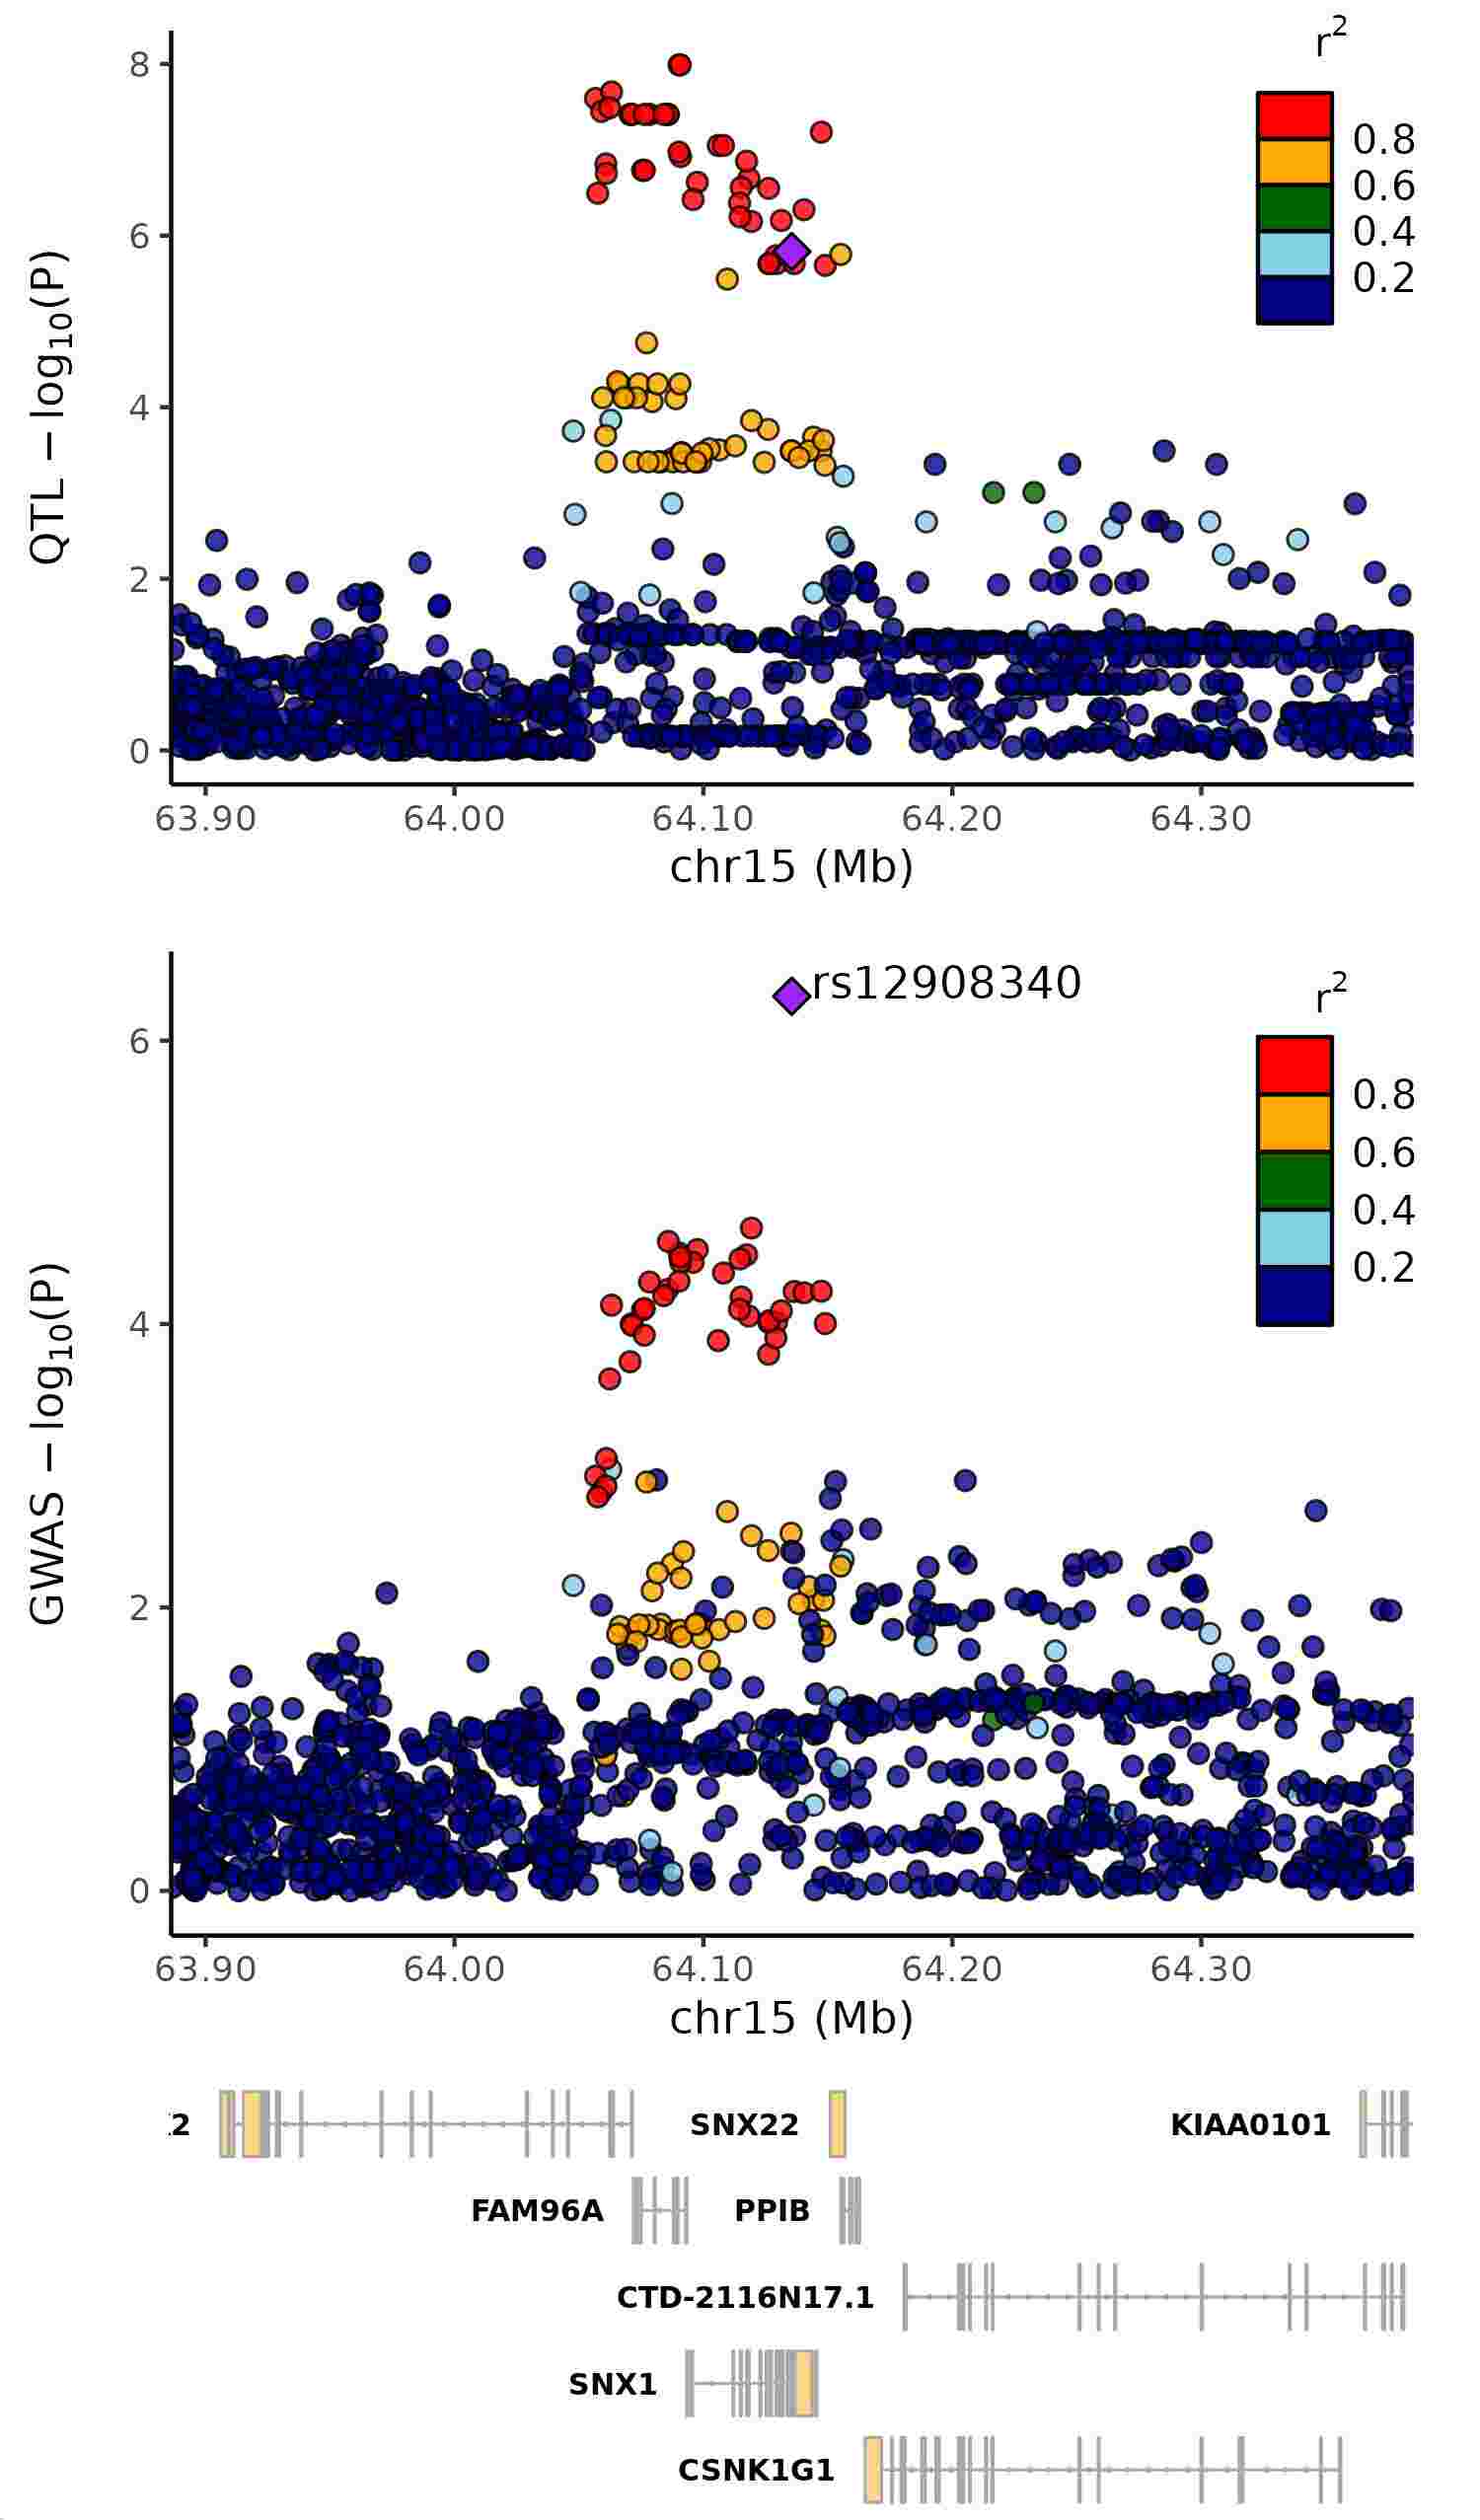 r2
8
6
4
2
0
0.8
0.6
0.4
0.2
QTL − log10(P)
63.90 64.00 64.10 64.20 64.30
chr15 (Mb)
rs12908340
r2
6
4
2
0
0.8
0.6
0.4
0.2
GWAS − log10(P)
63.90 64.00 64.10 64.20 64.30
chr15 (Mb)
2 SNX22 KIAA0101
FAM96A PPIB
CTD-2116N17.1
SNX1
CSNK1G1